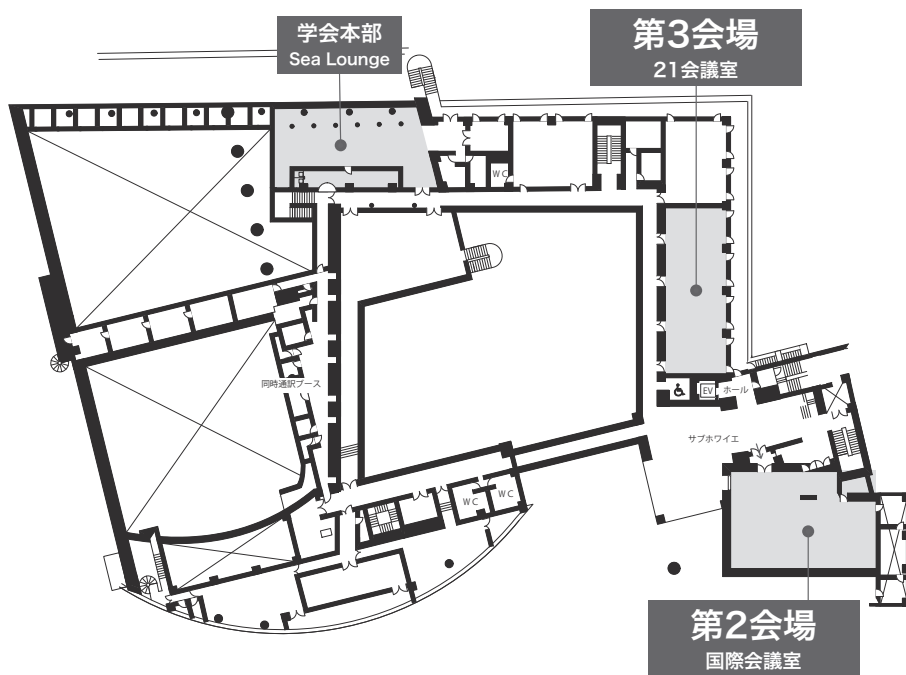 学会本部
Sea Lounge
第3会場
21会議室
WC
同時通訳ブース
EV
ホール
サブホワイエ
WC
WC
第2会場
国際会議室